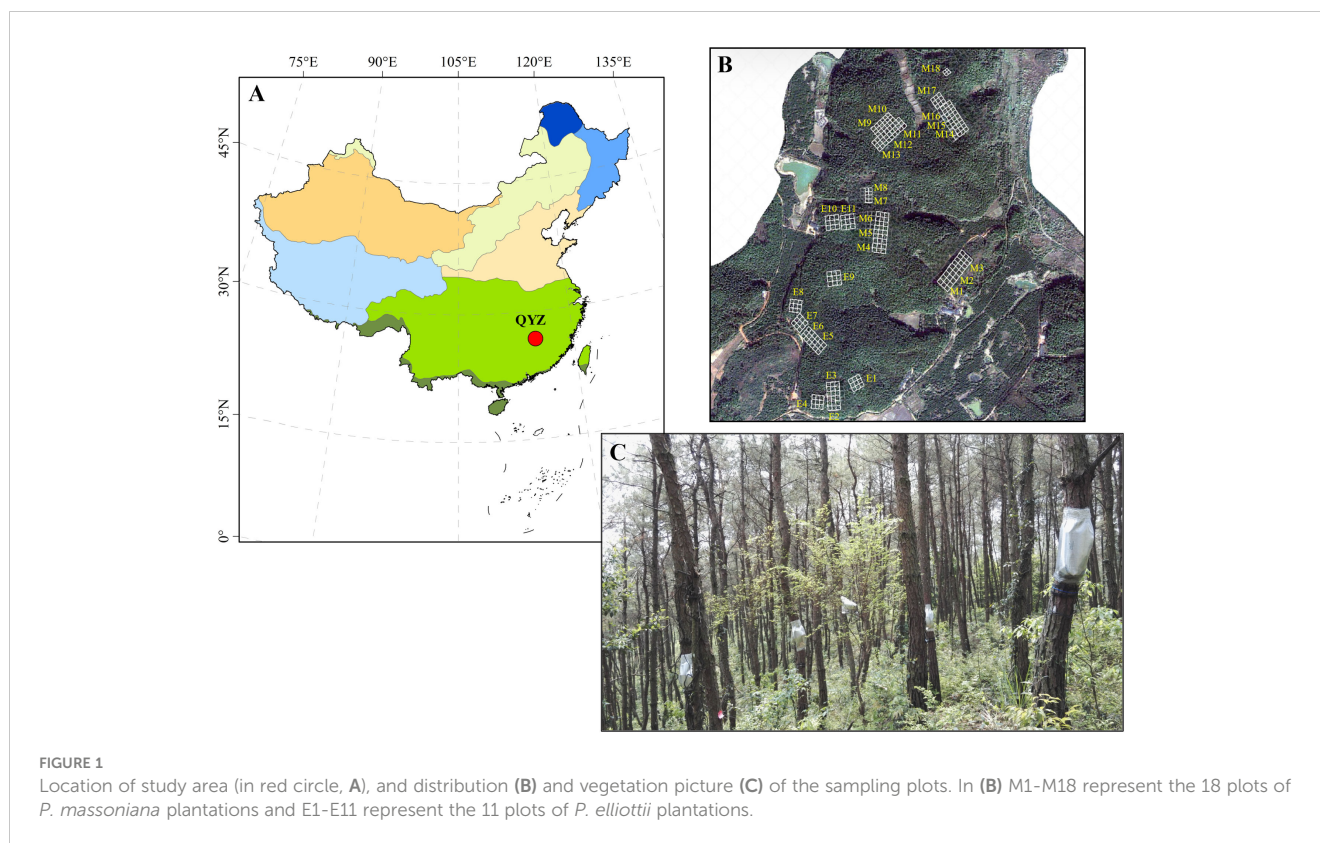 75°E 90°E 105°E 120°E 135°E
A
45°N
30°N
15°N
0°
QYZ
B
M18
M17
M10
M16
M9
M15
M11
M14
M12
M13
M8
M7
E10 E11 M6
M5
M4
M3
E9
M2
M1
E8
E7
E6
E5
E3
E1
E4
E2
C
FIGURE 1
Location of study area (in red circle, A), and distribution (B) and vegetation picture (C) of the sampling plots. In (B) M1-M18 represent the 18 plots of
P. massoniana plantations and E1-E11 represent the 11 plots of P. elliottii plantations.